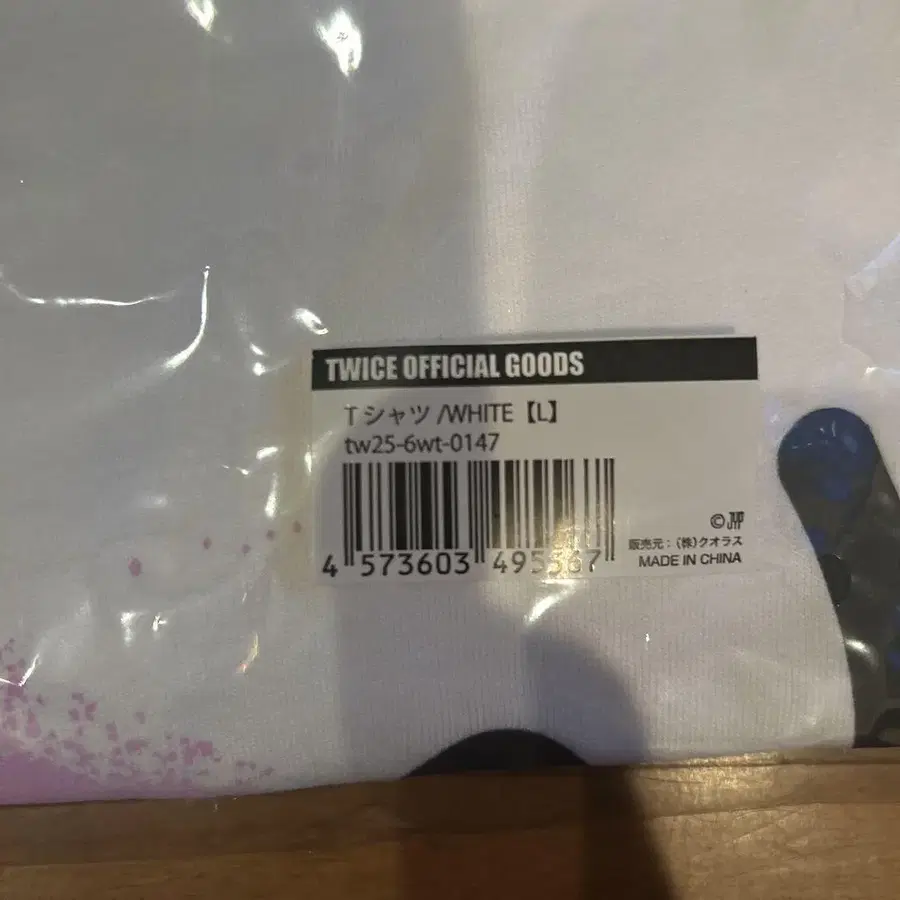 TWICE OFFICIAL GOODS
Tシャツ /WHITE【L】
tw25-6wt-0147
4 573603 495567
© JYP
販売元：（株）クオラス
MADE IN CHINA